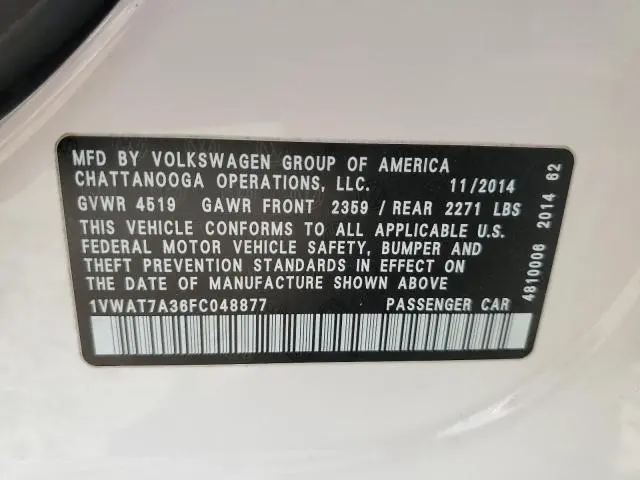 MFD BY VOLKSWAGEN GROUP OF AMERICA
CHATTANOOGA OPERATIONS, LLC. 11/2014
GVWR 4519 GAWR FRONT 2359 / REAR 2271 LBS
THIS VEHICLE CONFORMS TO ALL APPLICABLE U.S.
FEDERAL MOTOR VEHICLE SAFETY, BUMPER AND
THEFT PREVENTION STANDARDS IN EFFECT ON
THE DATE OF MANUFACTURE SHOWN ABOVE
1VWAT7A36FC048877 PASSENGER CAR
4810006 2014 62